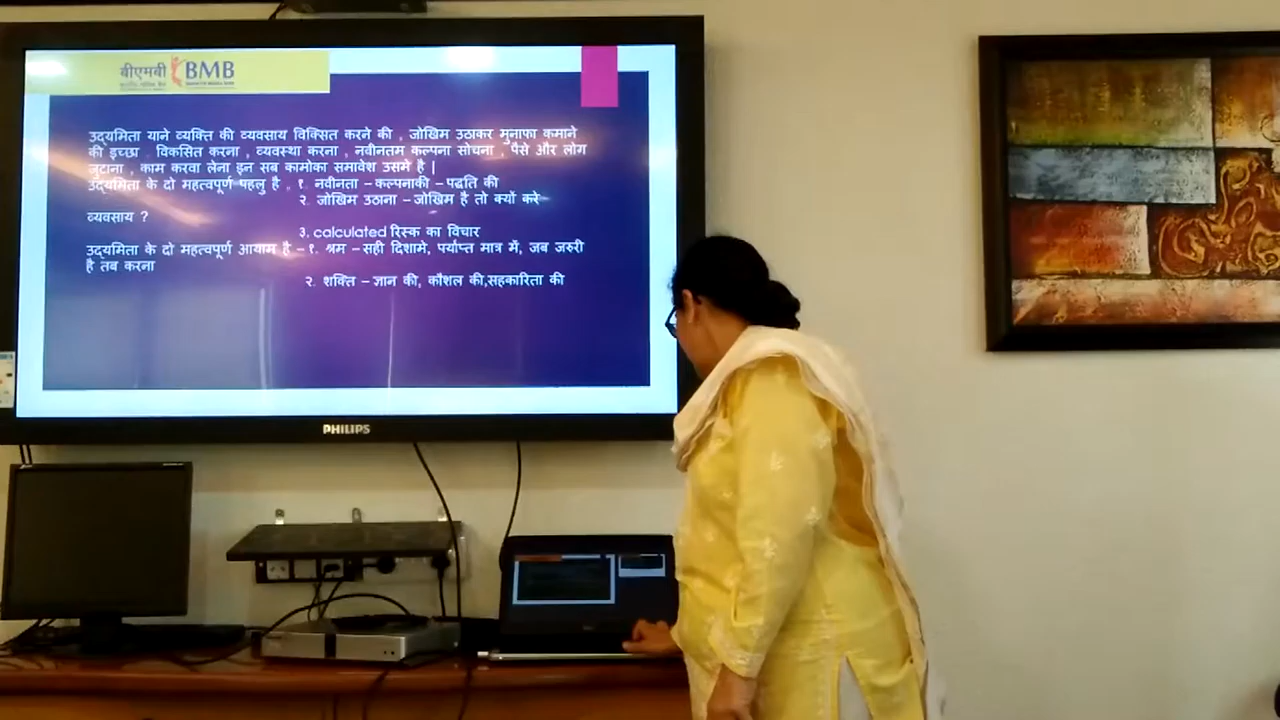 बीएमबी BMB
उद्यमिता याने व्यक्ति की व्यवसाय विक्सित करने की , जोखिम उठाकर मुनाफा कमाने
की इच्छा . विकसित करना , व्यवस्था करना , नवीनतम कल्पना सोचना , पैसे और लोग
जुटाना , काम करवा लेना इन सब कामोका समावेश उसमे है |
उद्यमिता के दो महत्वपूर्ण पहलु है . १. नवीनता – कल्पनाकी – पद्धति की
२. जोखिम उठाना – जोखिम है तो क्यों करे
व्यवसाय ?
३. calculated रिस्क का विचार
उद्यमिता के दो महत्वपूर्ण आयाम है – १. श्रम – सही दिशामे, पर्याप्त मात्र में, जब जरुरी
है तब करना
२. शक्ति – ज्ञान की, कौशल की,सहकारिता की
PHILIPS